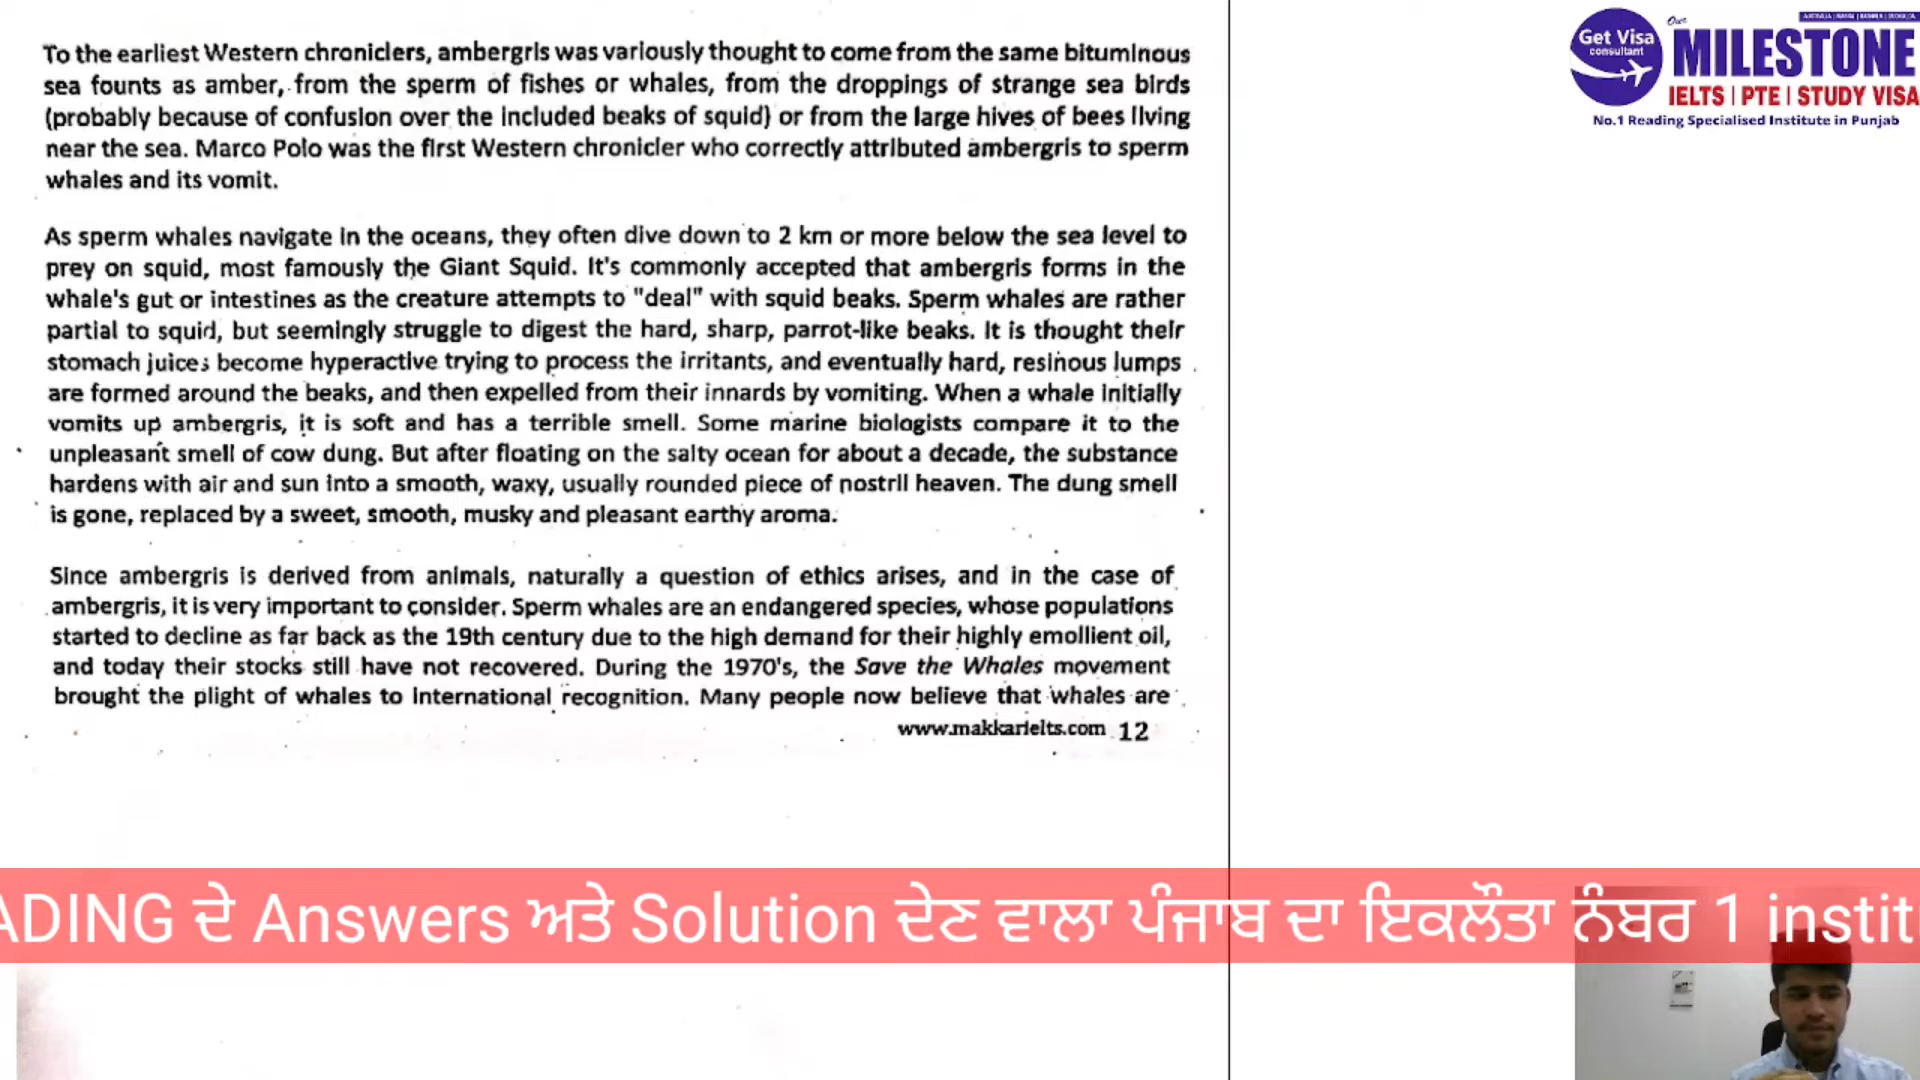 To the earliest Western chroniclers, ambergris was variously thought to come from the same bituminous
sea founts as amber, from the sperm of fishes or whales, from the droppings of strange sea birds
(probably because of confusion over the included beaks of squid) or from the large hives of bees living
near the sea. Marco Polo was the first Western chronicler who correctly attributed ambergris to sperm
whales and its vomit.
As sperm whales navigate in the oceans, they often dive down to 2 km or more below the sea level to
prey on squid, most famously the Giant Squid. It's commonly accepted that ambergris forms in the
whale's gut or intestines as the creature attempts to "deal" with squid beaks. Sperm whales are rather
partial to squid, but seemingly struggle to digest the hard, sharp, parrot-like beaks. It is thought their
stomach juices become hyperactive trying to process the irritants, and eventually hard, resinous lumps
are formed around the beaks, and then expelled from their innards by vomiting. When a whale initially
vomits up ambergris, it is soft and has a terrible smell. Some marine biologists compare it to the
unpleasant smell of cow dung. But after floating on the salty ocean for about a decade, the substance
hardens with air and sun into a smooth, waxy, usually rounded piece of nostril heaven. The dung smell
is gone, replaced by a sweet, smooth, musky and pleasant earthy aroma.
Since ambergris is derived from animals, naturally a question of ethics arises, and in the case of
ambergris, it is very important to consider. Sperm whales are an endangered species, whose populations
started to decline as far back as the 19th century due to the high demand for their highly emollient oil,
and today their stocks still have not recovered. During the 1970's, the Save the Whales movement
brought the plight of whales to international recognition. Many people now believe that whales are
www.makkarielts.com 12
Get Visa
consultant
Our
MILESTONE
IELTS | PTE | STUDY VISA
No.1 Reading Specialised Institute in Punjab
ADING ਦੇ Answers ਅਤੇ Solution ਦੇਣ ਵਾਲਾ ਪੰਜਾਬ ਦਾ ਇਕਲੌਤਾ ਨੰਬਰ 1 instit